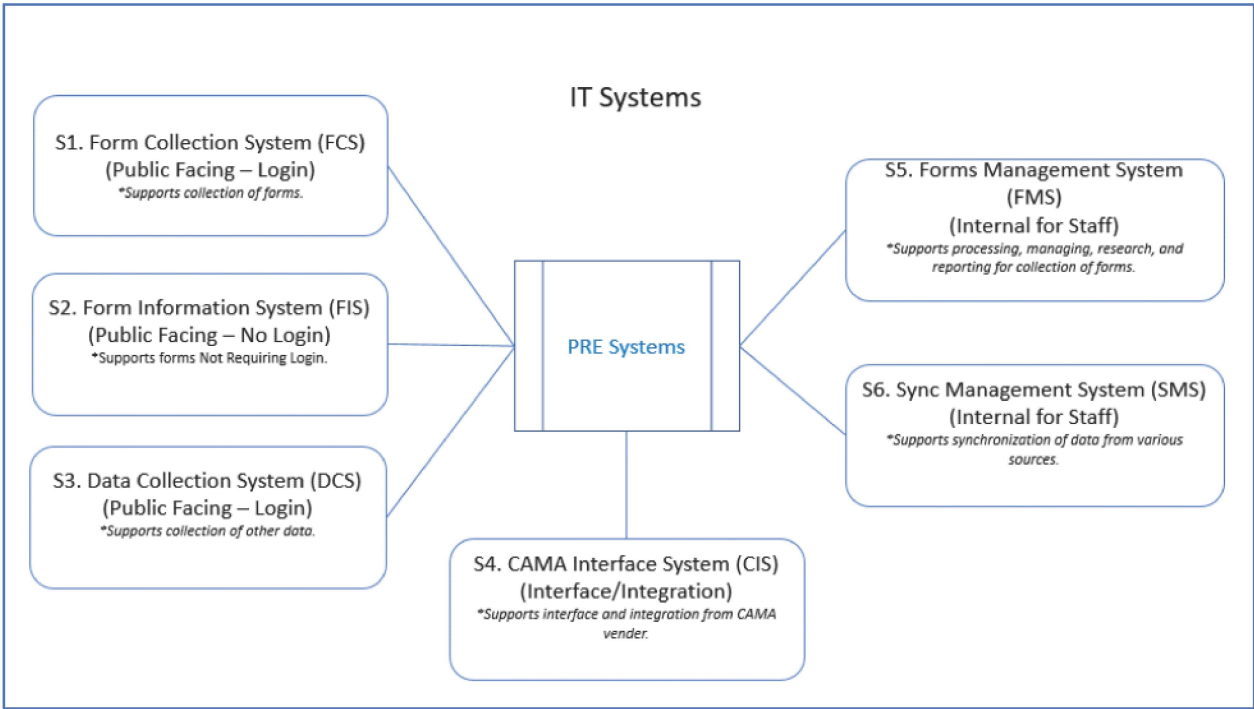 IT Systems
S1. Form Collection System (FCS)
(Public Facing – Login)
*Supports collection of forms.
S2. Form Information System (FIS)
(Public Facing – No Login)
*Supports forms Not Requiring Login.
S3. Data Collection System (DCS)
(Public Facing – Login)
*Supports collection of other data.
PRE Systems
S4. CAMA Interface System (CIS)
(Interface/Integration)
*Supports interface and integration from CAMA
vender.
S5. Forms Management System
(FMS)
(Internal for Staff)
*Supports processing, managing, research, and
reporting for collection of forms.
S6. Sync Management System (SMS)
(Internal for Staff)
*Supports synchronization of data from various
sources.